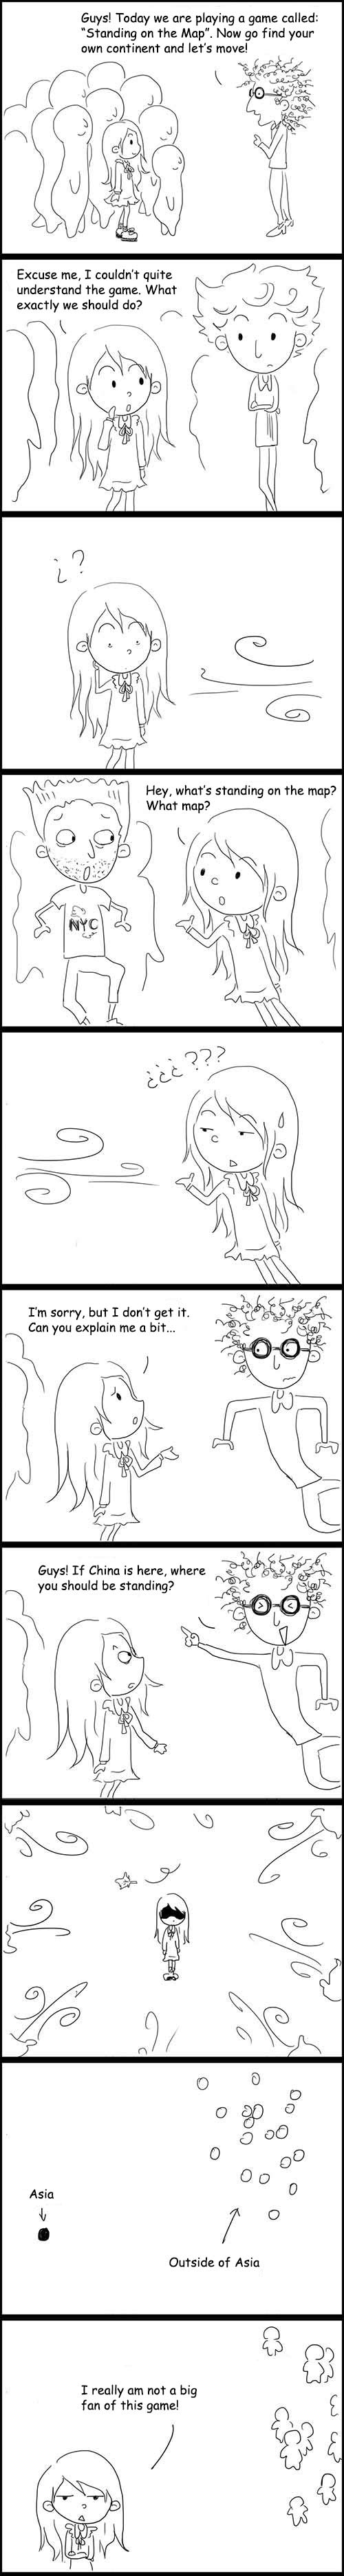 Guys! Today we are playing a game called:
“Standing on the Map”. Now go find your
own continent and let’s move!
Excuse me, I couldn’t quite
understand the game. What
exactly we should do?
¿ ?
Hey, what’s standing on the map?
What map?
NYC
¿¿¿???
I’m sorry, but I don’t get it.
Can you explain me a bit...
Guys! If China is here, where
you should be standing?
Asia
Outside of Asia
I really am not a big
fan of this game!